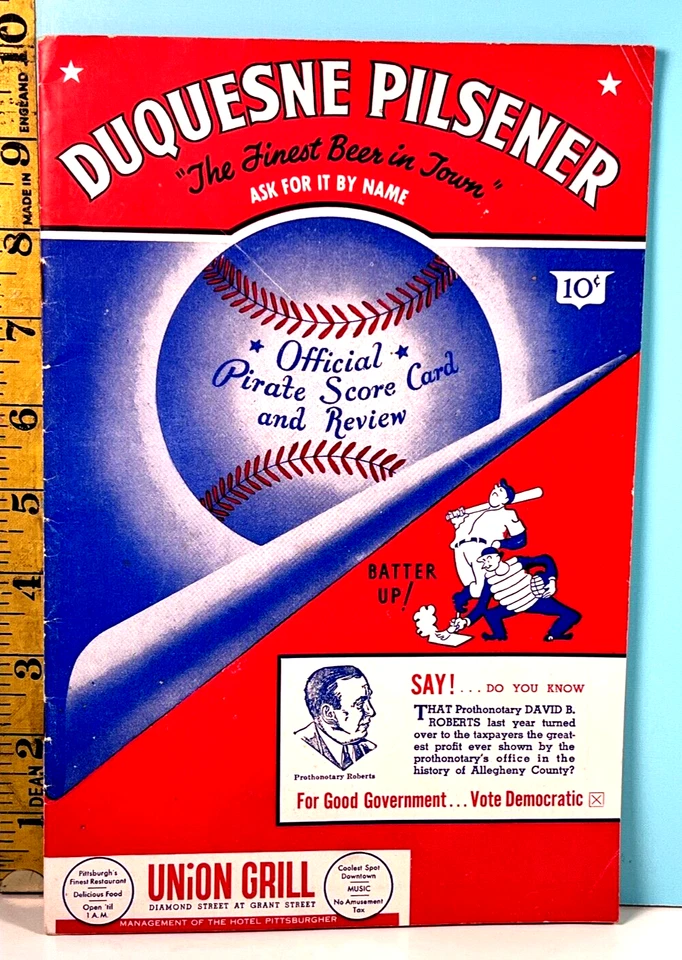 DUQUESNE PILSENER
"The Finest Beer in Town"
ASK FOR IT BY NAME
10¢
Official
Pirate Score Card
and Review
BATTER
UP!
Prothonotary Roberts
SAY! ... DO YOU KNOW
THAT Prothonotary DAVID B.
ROBERTS last year turned
over to the taxpayers the great-
est profit ever shown by the
prothonotary's office in the
history of Allegheny County?
For Good Government... Vote Democratic ☒
Pittsburgh's
Finest Restaurant
Delicious Food
Open 'til
1 A.M.
UNiON GRILL
DIAMOND STREET AT GRANT STREET
Coolest Spot
Downtown
MUSIC
No Amusement
Tax
MANAGEMENT OF THE HOTEL PITTSBURGHER
10
9
8
7
6
5
4
3
2
1
MADE IN ENGLAND
DEAN